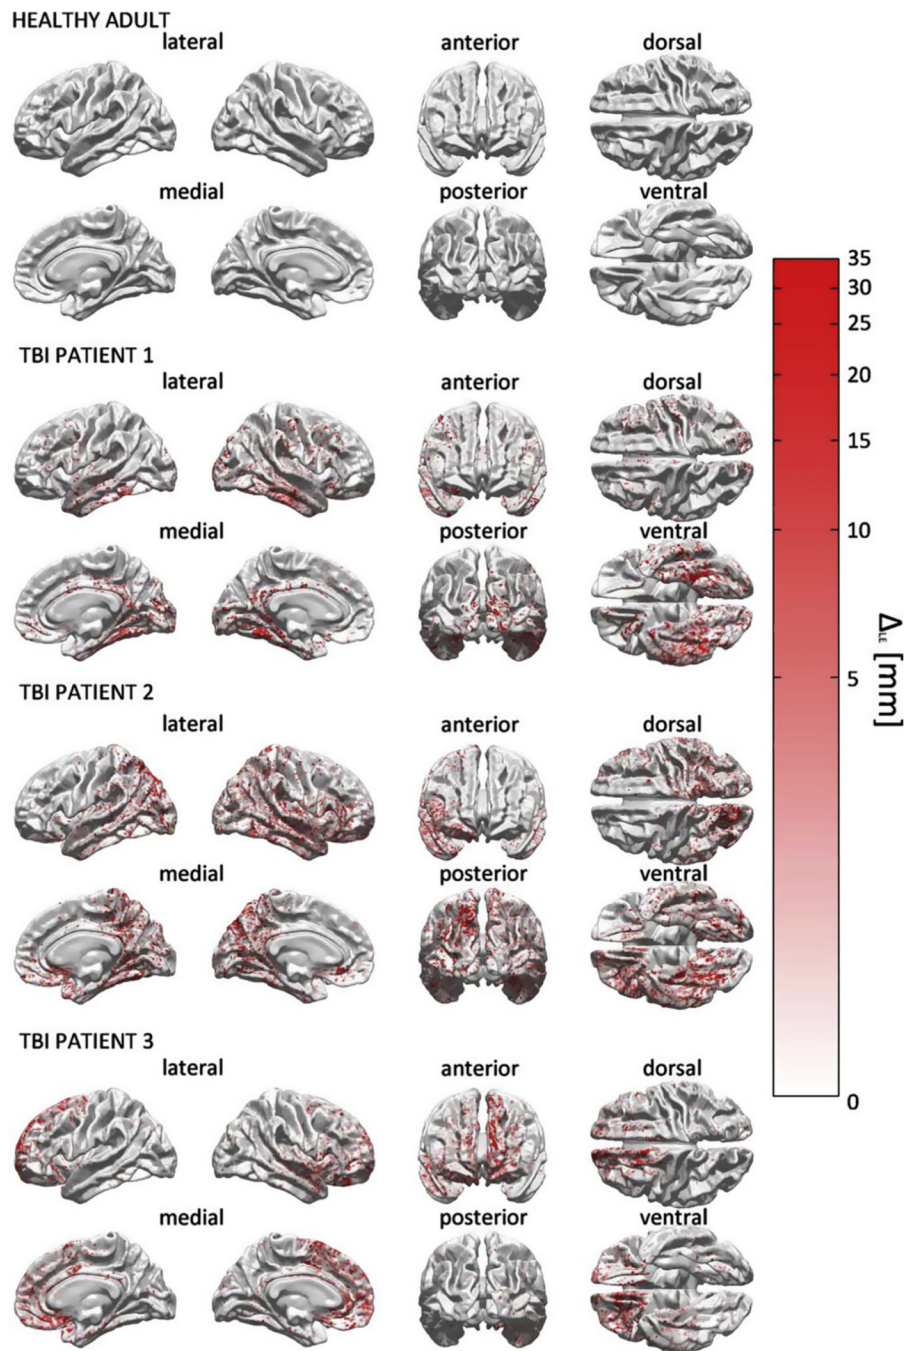 HEALTHY ADULT
lateral anterior dorsal
medial posterior ventral
35
30
25
20
15
10
5
0
ΔLE [mm]
TBI PATIENT 1
lateral anterior dorsal
medial posterior ventral
TBI PATIENT 2
lateral anterior dorsal
medial posterior ventral
TBI PATIENT 3
lateral anterior dorsal
medial posterior ventral